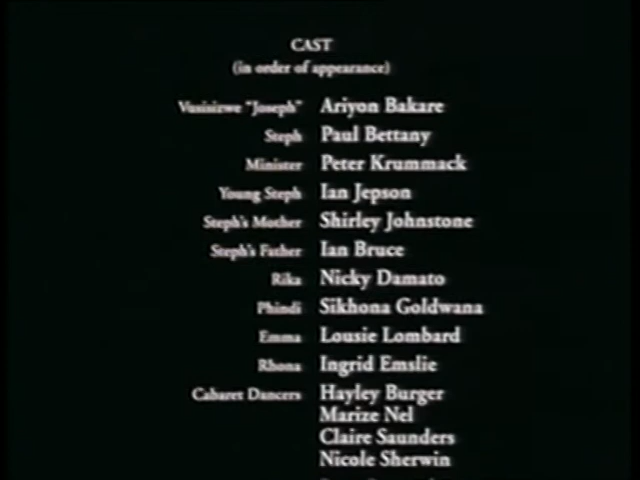 CAST
(in order of appearance)
Vusisizwe "Joseph" Ariyon Bakare
Steph Paul Bettany
Minister Peter Krummack
Young Steph Ian Jepson
Steph's Mother Shirley Johnstone
Steph's Father Ian Bruce
Rika Nicky Damato
Phindi Sikhona Goldwana
Emma Lousie Lombard
Rhona Ingrid Emslie
Cabaret Dancers Hayley Burger
Marize Nel
Claire Saunders
Nicole Sherwin